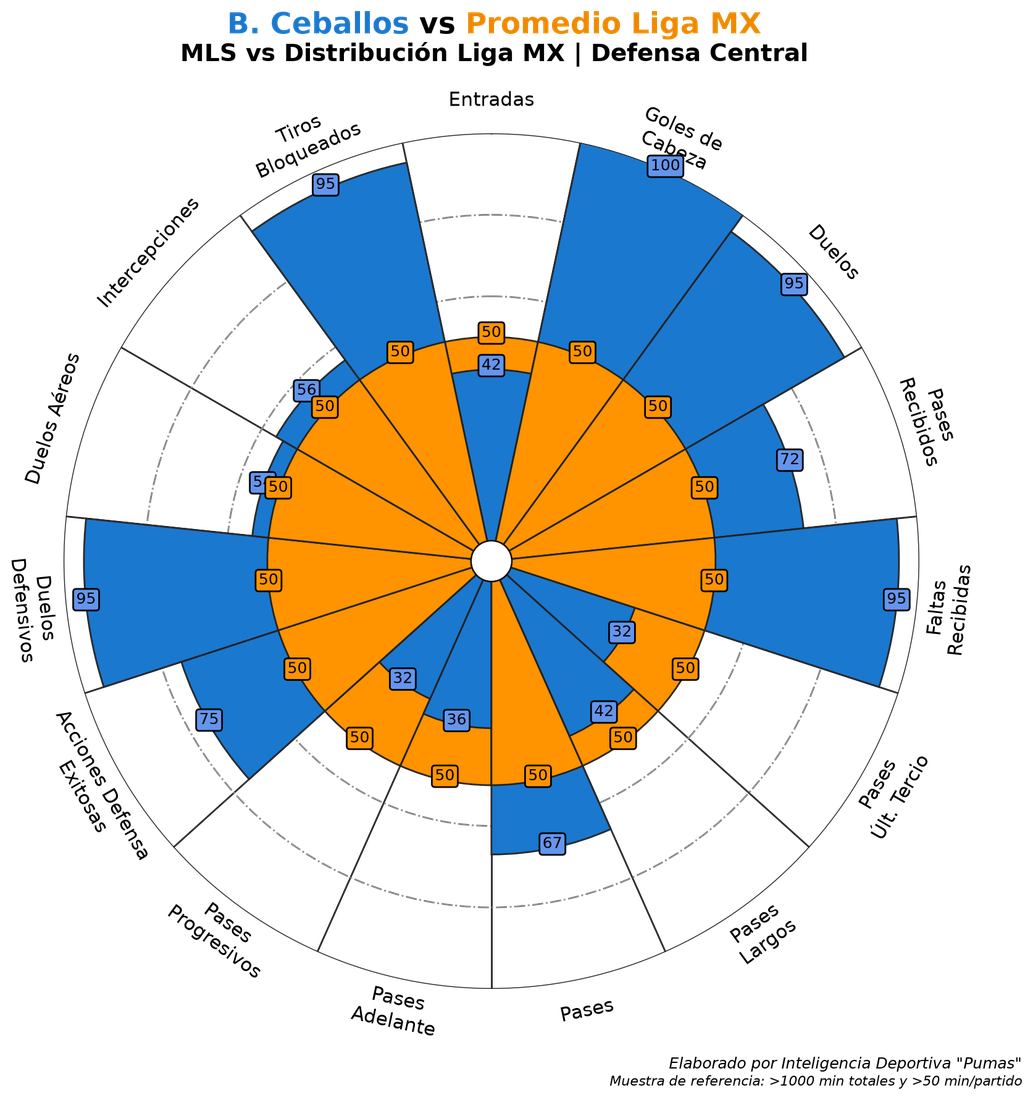 B. Ceballos vs Promedio Liga MX
MLS vs Distribución Liga MX | Defensa Central
Entradas
50
42
Goles de
Cabeza
100
50
Duelos
95
50
Pases
Recibidos
72
50
Faltas
Recibidas
95
50
Pases
Últ. Tercio
32
50
Pases
Largos
42
50
Pases
67
50
Pases
Adelante
36
50
Pases
Progresivos
32
50
Acciones Defensa
Exitosas
75
50
Duelos
Defensivos
95
50
Duelos Aéreos
50
Intercepciones
56
50
Tiros
Bloqueados
95
50
Elaborado por Inteligencia Deportiva "Pumas"
Muestra de referencia: >1000 min totales y >50 min/partido